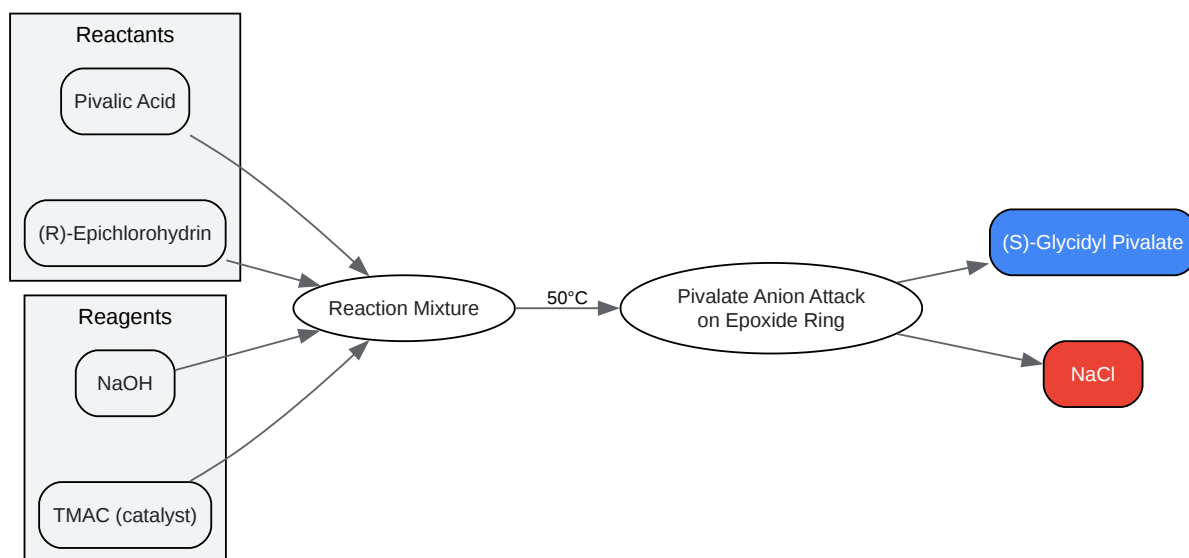 Reactants
Pivalic Acid
(R)-Epichlorohydrin
Reagents
NaOH
TMAC (catalyst)
Reaction Mixture
50°C
Pivalate Anion Attack
on Epoxide Ring
(S)-Glycidyl Pivalate
NaCl